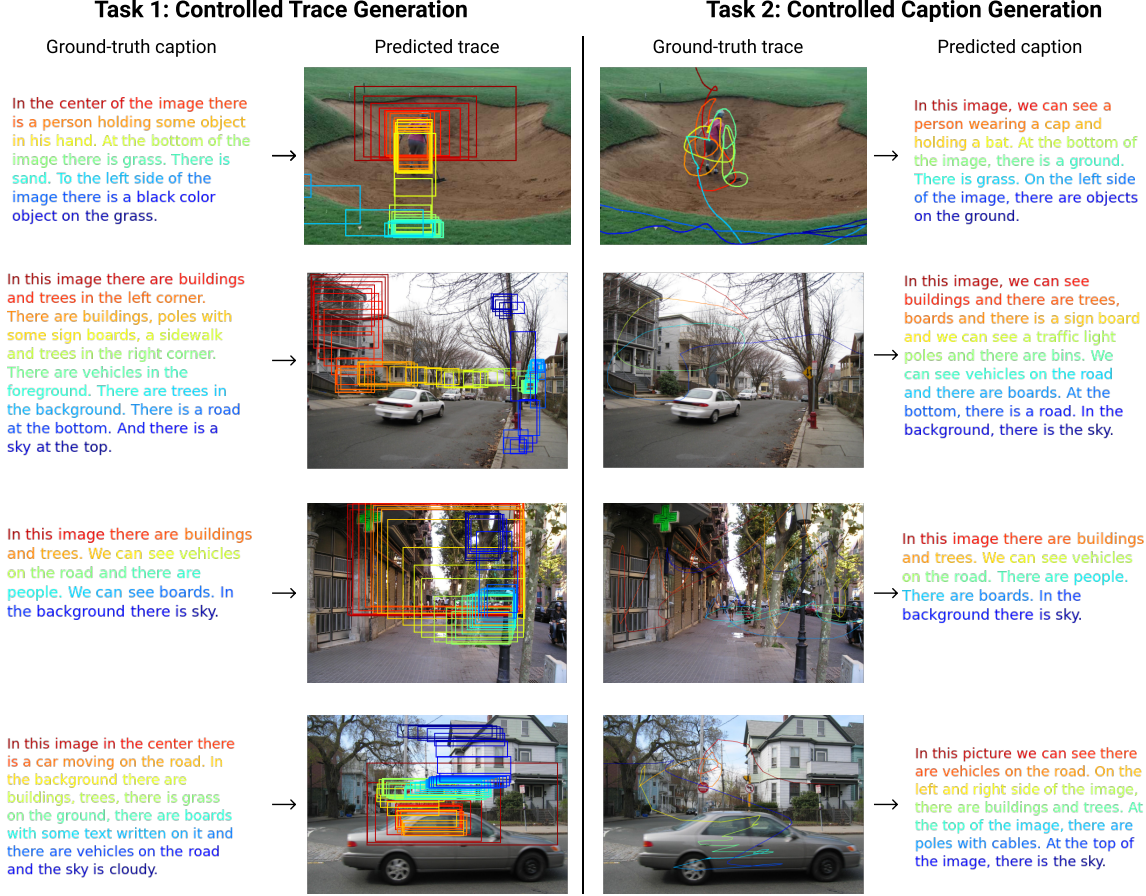 Task 1: Controlled Trace Generation
Task 2: Controlled Caption Generation
Ground-truth caption
Predicted trace
Ground-truth trace
Predicted caption
In the center of the image there
is a person holding some object
in his hand. At the bottom of the
image there is grass. There is
sand. To the left side of the
image there is a black color
object on the grass.
In this image, we can see a
person wearing a cap and
holding a bat. At the bottom of
the image, there is a ground.
There is grass. On the left side
of the image, there are objects
on the ground.
In this image there are buildings
and trees in the left corner.
There are buildings, poles with
some sign boards, a sidewalk
and trees in the right corner.
There are vehicles in the
foreground. There are trees in
the background. There is a road
at the bottom. And there is a
sky at the top.
In this image, we can see
buildings and there are trees,
boards and there is a sign board
and we can see a traffic light
poles and there are bins. We
can see vehicles on the road
and there are boards. At the
bottom, there is a road. In the
background, there is the sky.
In this image there are buildings
and trees. We can see vehicles
on the road and there are
people. We can see boards. In
the background there is sky.
In this image there are buildings
and trees. We can see vehicles
on the road. There are people.
There are boards. In the
background there is sky.
In this image in the center there
is a car moving on the road. In
the background there are
buildings, trees, there is grass
on the ground, there are boards
with some text written on it and
there are vehicles on the road
and the sky is cloudy.
In this picture we can see there
are vehicles on the road. On the
left and right side of the image,
there are buildings and trees. At
the top of the image, there are
poles with cables. At the top of
the image, there is the sky.